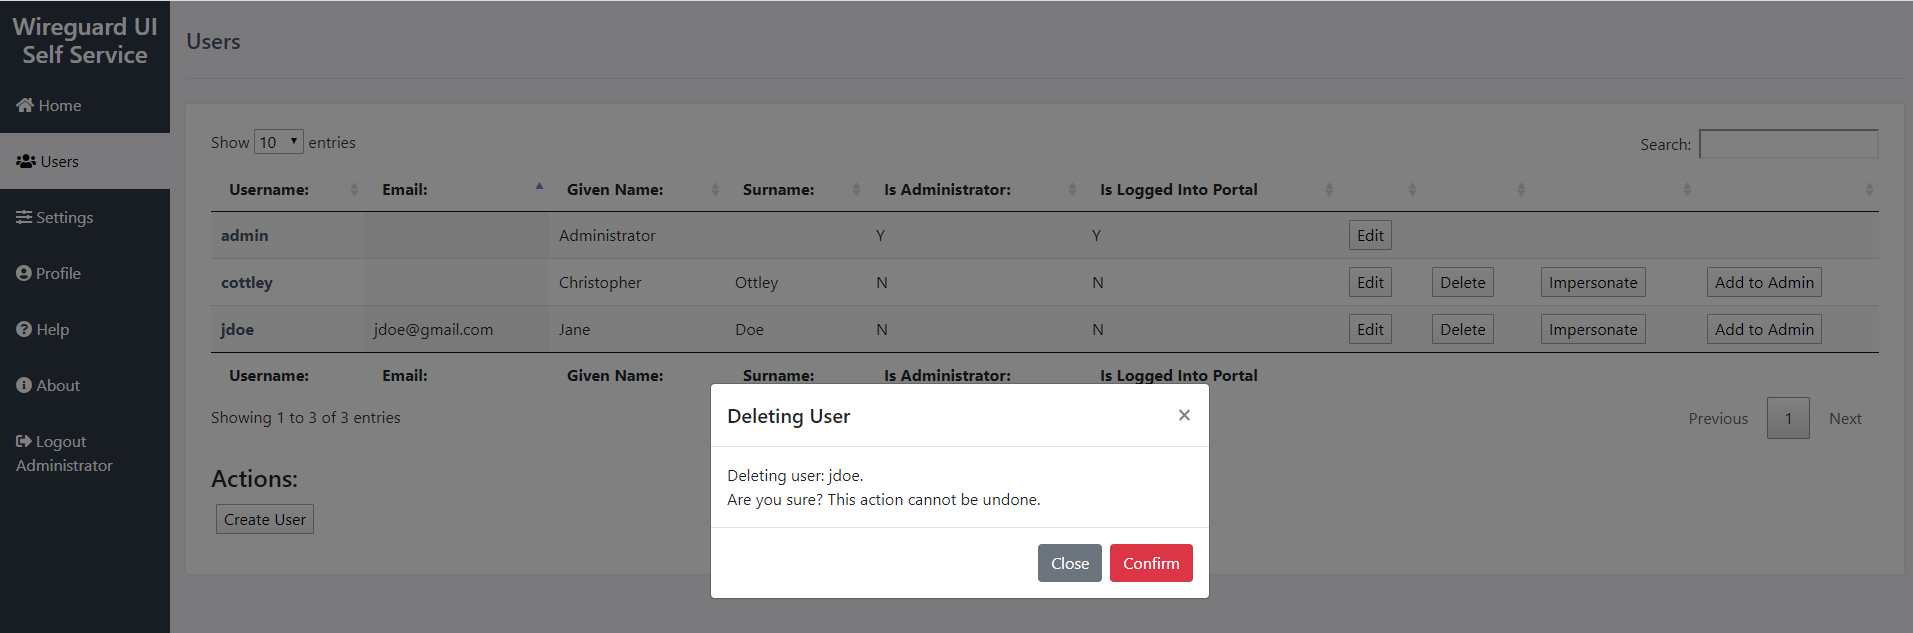 Wireguard UI
Self Service
Home
Users
Settings
Profile
Help
About
Logout
Administrator
Users
Show 10 entries
Search:
Username: Email: Given Name: Surname: Is Administrator: Is Logged Into Portal
admin Administrator Y Y Edit
cottley Christopher Ottley N N Edit Delete Impersonate Add to Admin
jdoe jdoe@gmail.com Jane Doe N N Edit Delete Impersonate Add to Admin
Username: Email: Given Name: Surname: Is Administrator: Is Logged Into Portal
Showing 1 to 3 of 3 entries
Previous 1 Next
Actions:
Create User
Deleting User ×
Deleting user: jdoe.
Are you sure? This action cannot be undone.
Close Confirm